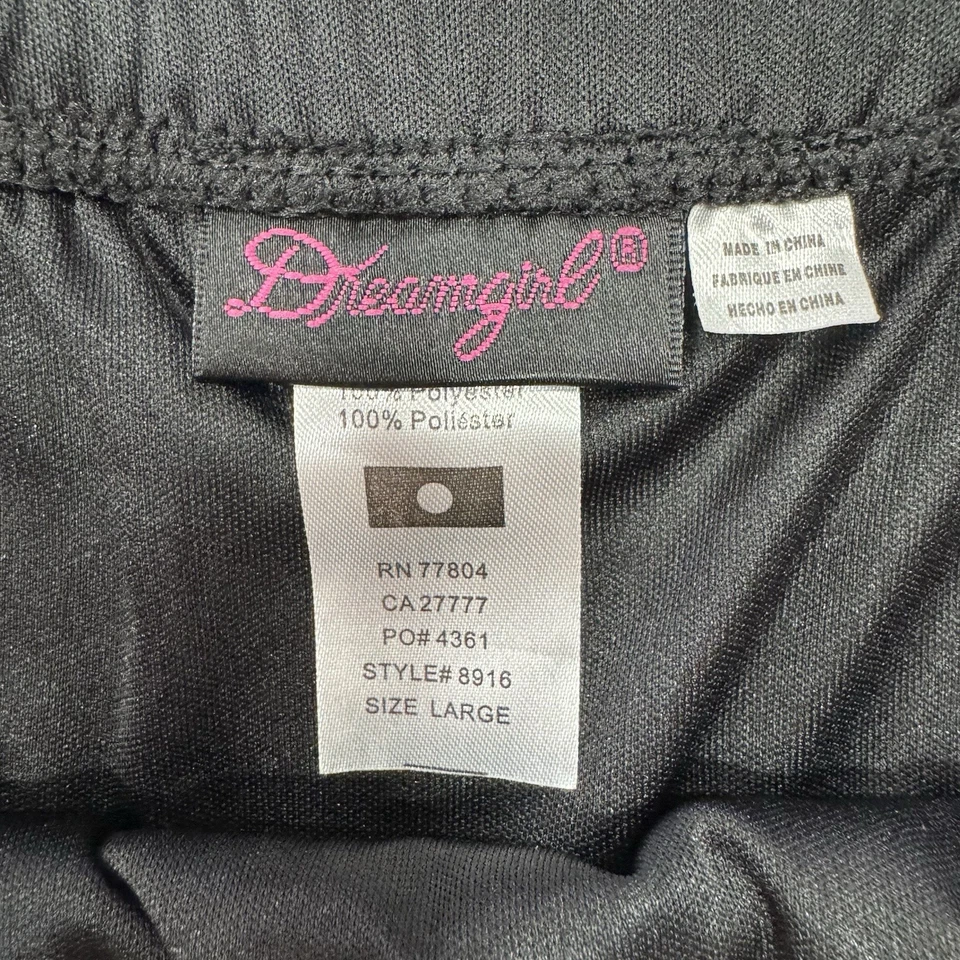 Dreamgirl®
MADE IN CHINA
FABRIQUE EN CHINE
HECHO EN CHINA
100% Polyester
100% Poliéster
RN 77804
CA 27777
PO# 4361
STYLE# 8916
SIZE LARGE